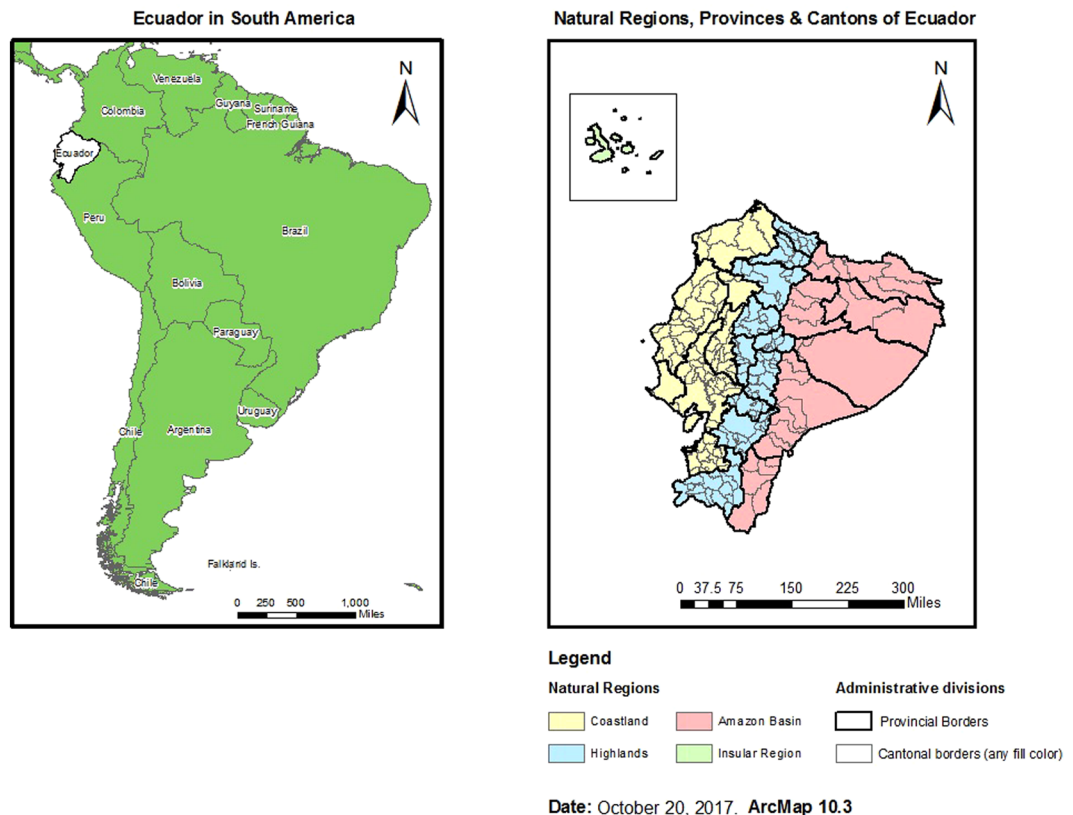 Ecuador in South America
N
Venezuela
Guyana
Suriname
French Guiana
Colombia
Ecuador
Peru
Brazil
Bolivia
Paraguay
Uruguay
Chile
Argentina
Falkland Is.
Chile
0 250 500 1,000
Miles
Natural Regions, Provinces & Cantons of Ecuador
N
0 37.5 75 150 225 300
Miles
Legend
Natural Regions
Coastland
Amazon Basin
Highlands
Insular Region
Administrative divisions
Provincial Borders
Cantonal borders (any fill color)
Date: October 20, 2017. ArcMap 10.3